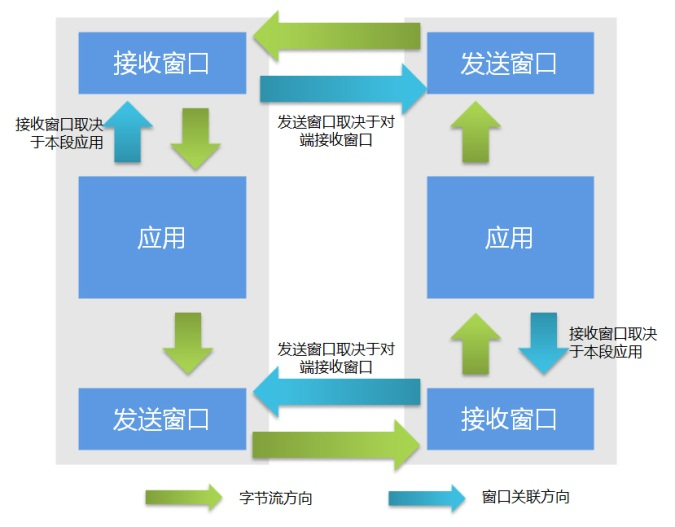 接收窗口
发送窗口
接收窗口取决
于本段应用
发送窗口取决于对
端接收窗口
应用
应用
发送窗口取决于对
端接收窗口
接收窗口取决
于本段应用
发送窗口
接收窗口
字节流方向
窗口关联方向